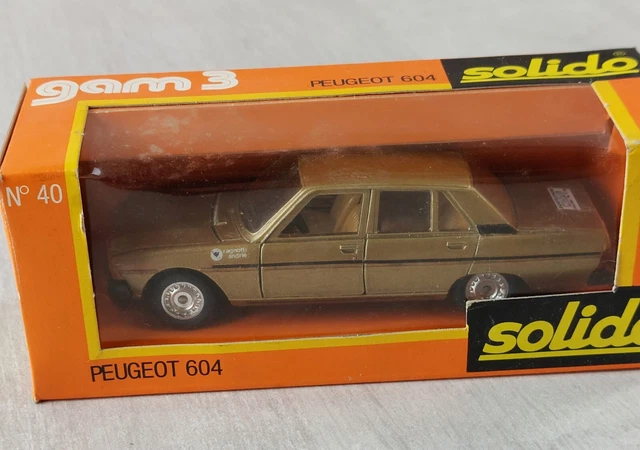 gam 3
PEUGEOT 604
solido
N° 40
PEUGEOT 604
solido